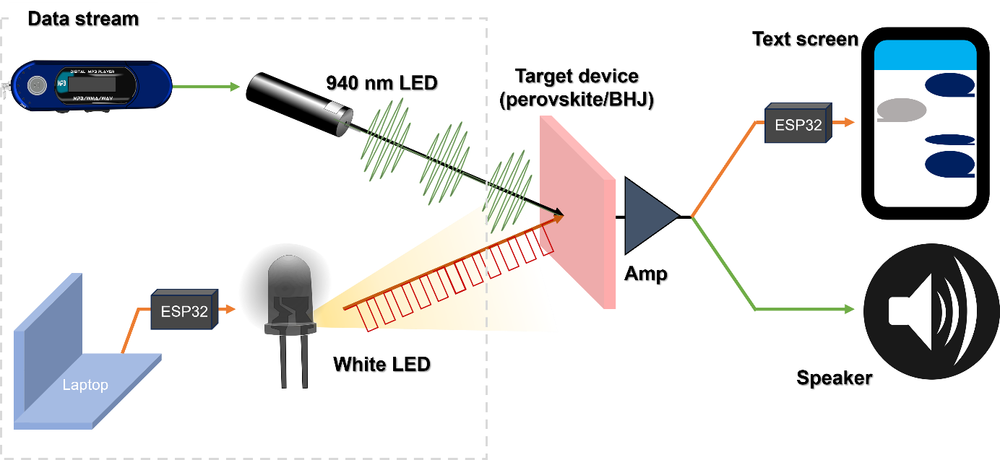 Data stream
DIGITAL MP3 PLAYER
MP3
MP3/WMA/WAV
940 nm LED
Target device
(perovskite/BHJ)
Text screen
ESP32
Amp
ESP32
White LED
Laptop
Speaker